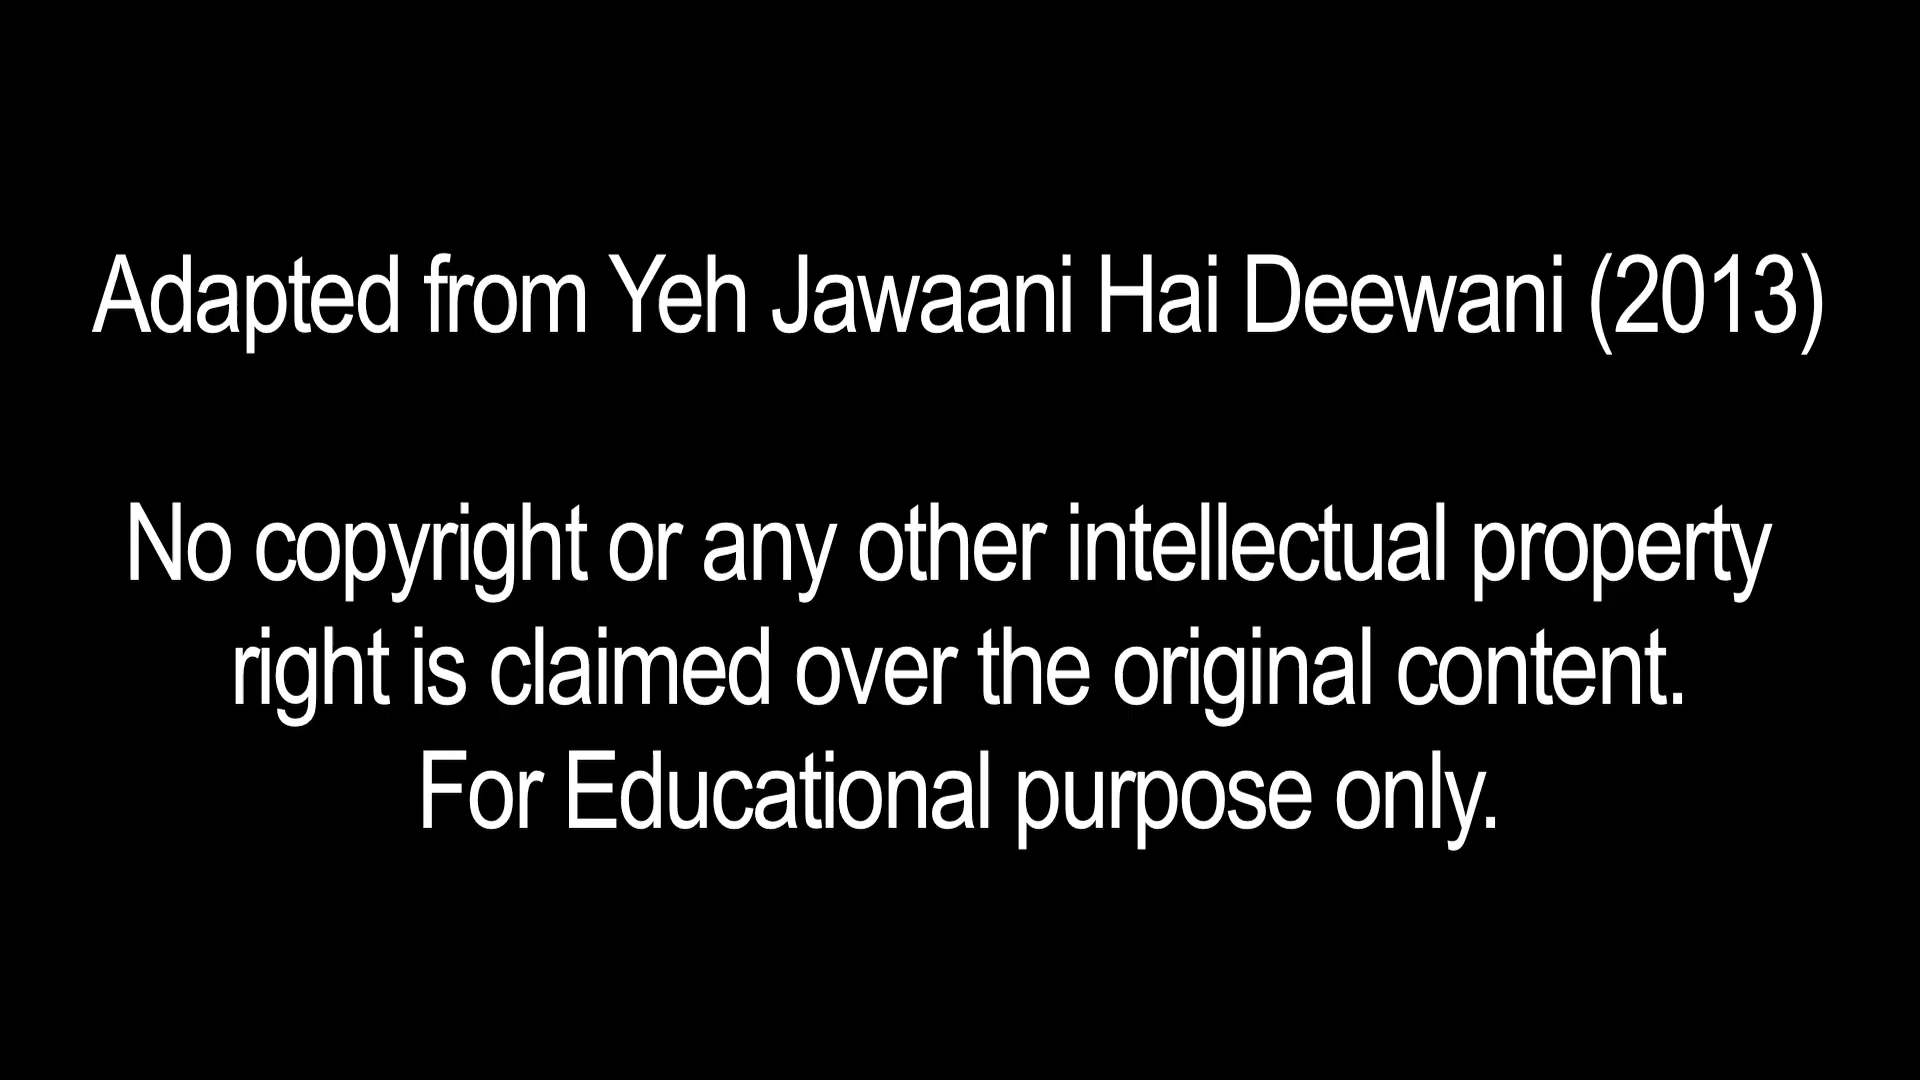 Adapted from Yeh Jawaani Hai Deewani (2013)
No copyright or any other intellectual property
right is claimed over the original content.
For Educational purpose only.